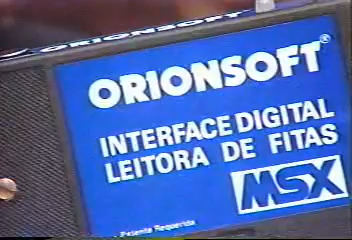 ORIONSOFT
ORIONSOFT®
INTERFACE DIGITAL
LEITORA DE FITAS
MSX
Patente Requerida